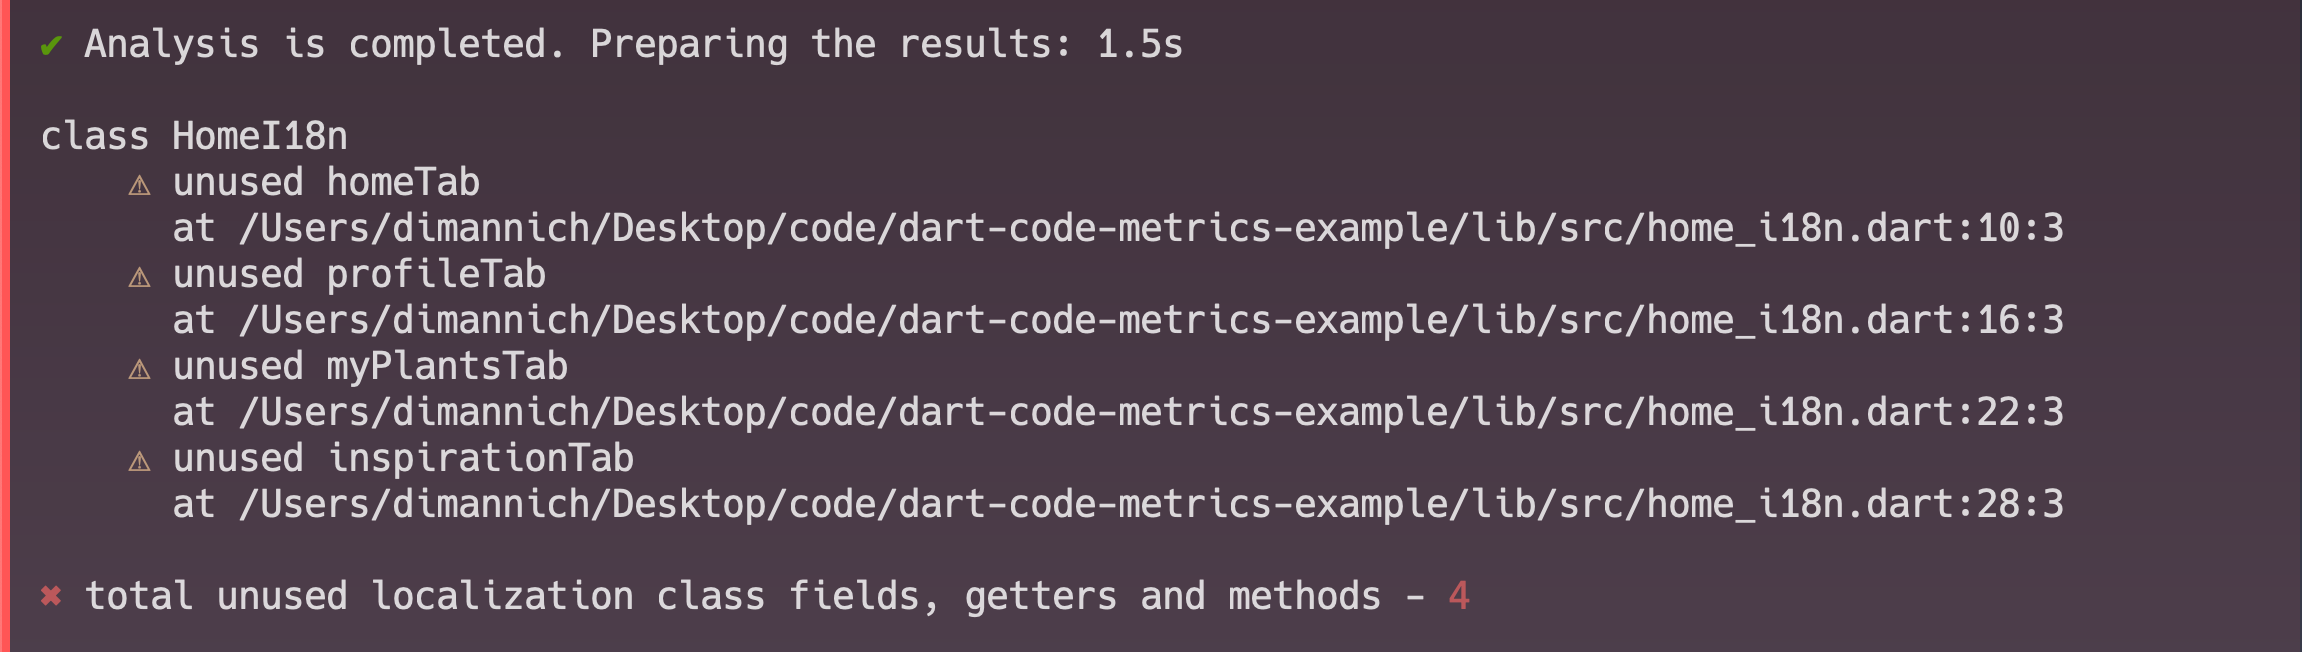 ✔ Analysis is completed. Preparing the results: 1.5s
class HomeI18n
⚠ unused homeTab
at /Users/dimannich/Desktop/code/dart-code-metrics-example/lib/src/home_i18n.dart:10:3
⚠ unused profileTab
at /Users/dimannich/Desktop/code/dart-code-metrics-example/lib/src/home_i18n.dart:16:3
⚠ unused myPlantsTab
at /Users/dimannich/Desktop/code/dart-code-metrics-example/lib/src/home_i18n.dart:22:3
⚠ unused inspirationTab
at /Users/dimannich/Desktop/code/dart-code-metrics-example/lib/src/home_i18n.dart:28:3
✖ total unused localization class fields, getters and methods - 4